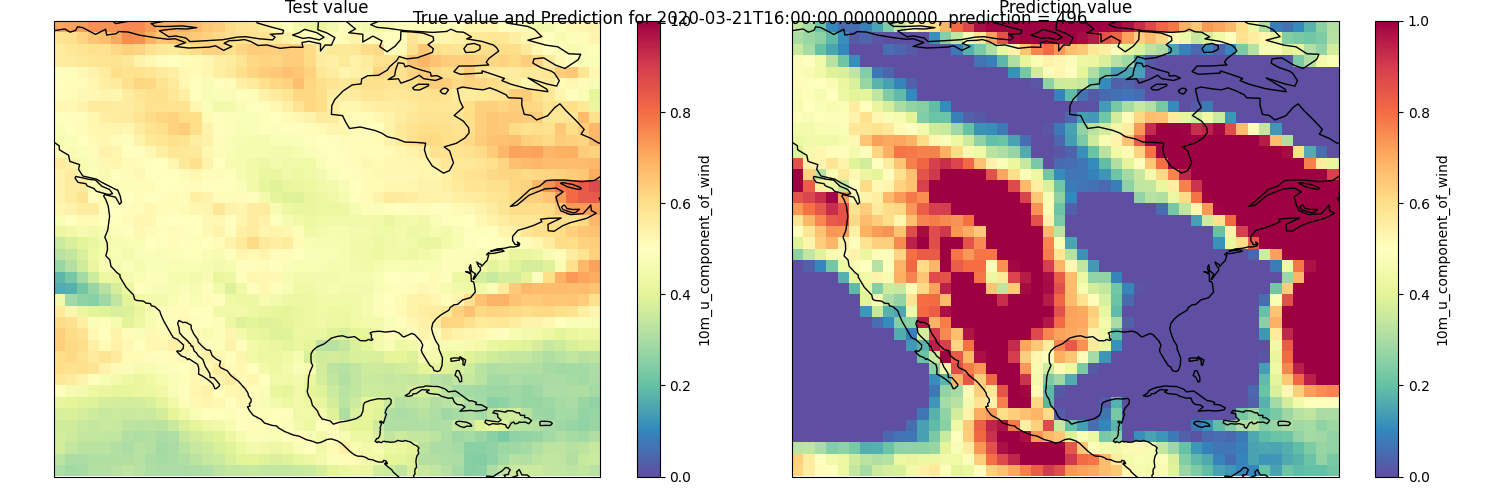 Test value
True value and Prediction for 2020-03-21T16:00:00.000000000, prediction = 496
Prediction value
1.0
0.8
0.6
0.4
0.2
0.0
10m_u_component_of_wind
1.0
0.8
0.6
0.4
0.2
0.0
10m_u_component_of_wind